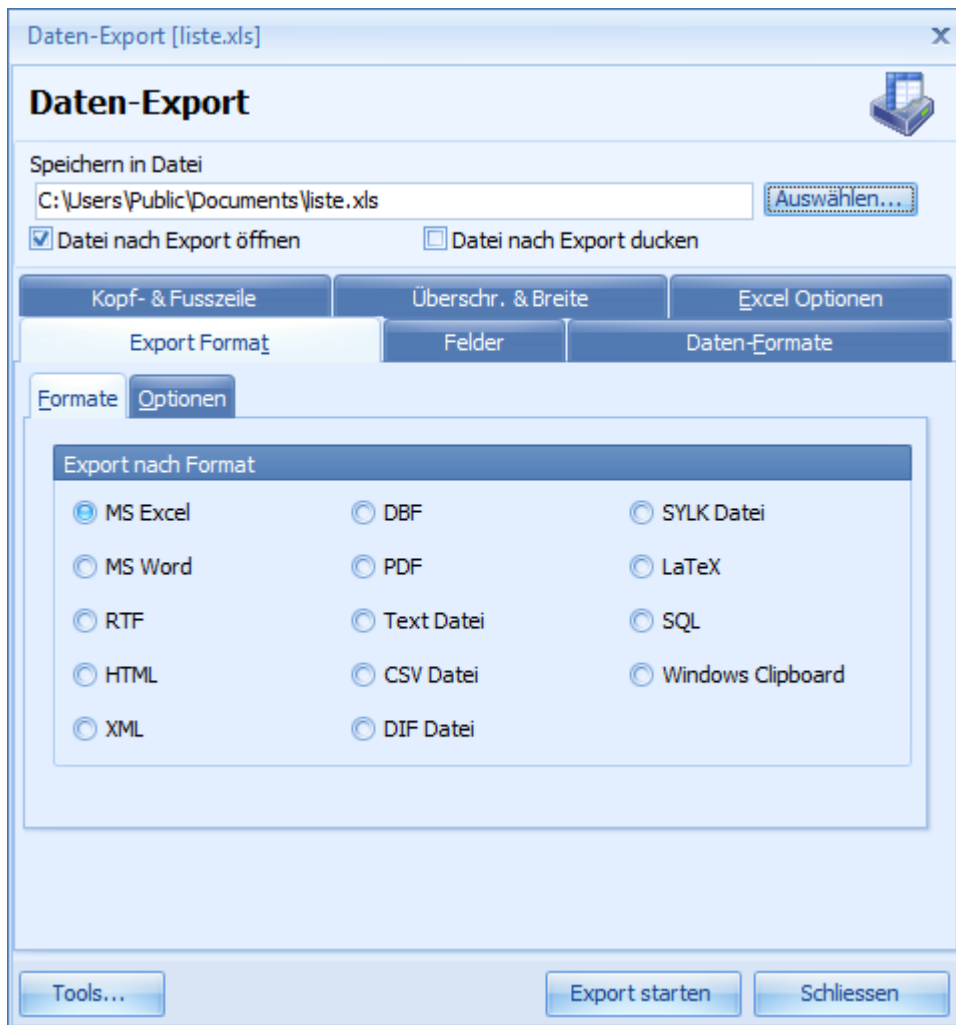 Daten-Export [liste.xls]
Daten-Export
Speichern in Datei
C:\Users\Public\Documents\liste.xls Auswählen...
Datei nach Export öffnen Datei nach Export ducken
Kopf- & Fusszeile Überschr. & Breite Excel Optionen
Export Format Felder Daten-Formate
Formate Optionen
Export nach Format
MS Excel DBF SYLK Datei
MS Word PDF LaTeX
RTF Text Datei SQL
HTML CSV Datei Windows Clipboard
XML DIF Datei
Tools... Export starten Schliessen